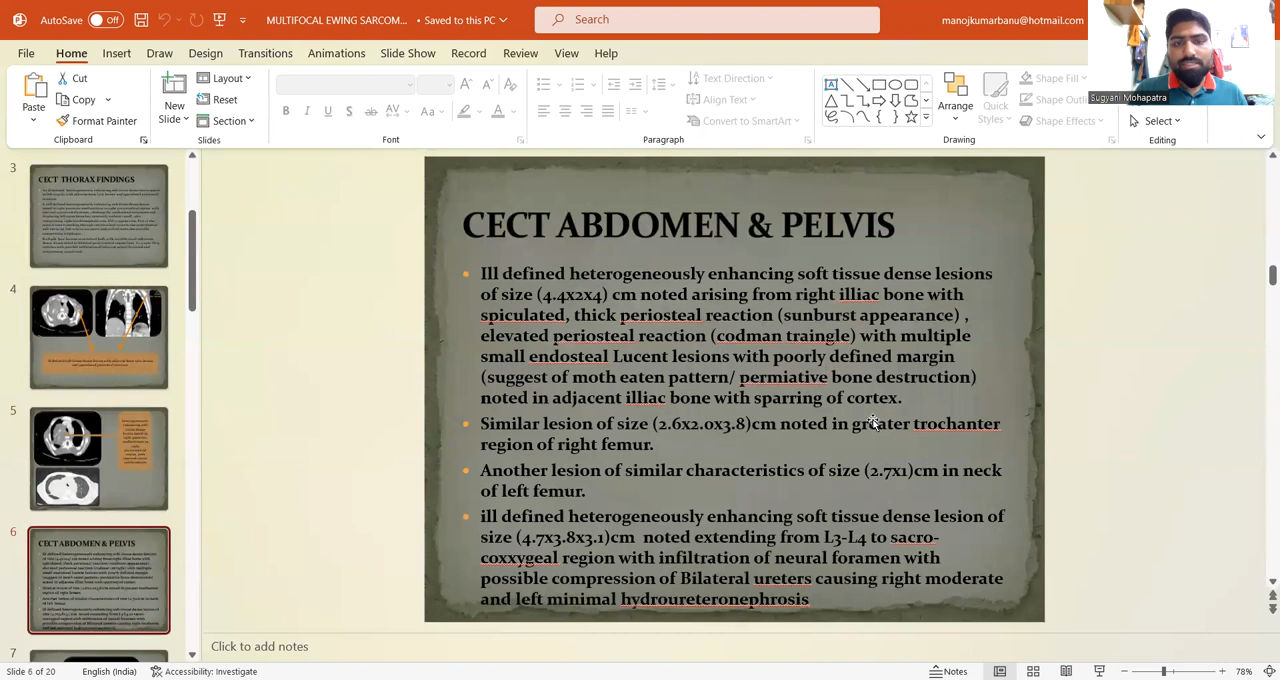 AutoSave Off MULTIFOCAL EWING SARCOM... • Saved to this PC Search manojkumarbanu@hotmail.com
File Home Insert Draw Design Transitions Animations Slide Show Record Review View Help
Sugyani Mohapatra
Paste Cut Copy Format Painter
Clipboard
New Slide Layout Reset Section
Slides
Font
Text Direction
Align Text
Convert to SmartArt
Paragraph
Arrange Quick Styles Shape Fill
Shape Effects
Drawing
Select
Editing
3
CECT THORAX FINDINGS
4
5
6
CECT ABDOMEN & PELVIS
7
CECT ABDOMEN & PELVIS
Ill defined heterogeneously enhancing soft tissue dense lesions
of size (4.4x2x4) cm noted arising from right illiac bone with
spiculated, thick periosteal reaction (sunburst appearance) ,
elevated periosteal reaction (codman traingle) with multiple
small endosteal Lucent lesions with poorly defined margin
(suggest of moth eaten pattern/ permiative bone destruction)
noted in adjacent illiac bone with sparring of cortex.
Similar lesion of size (2.6x2.0x3.8)cm noted in greater trochanter
region of right femur.
Another lesion of similar characteristics of size (2.7x1)cm in neck
of left femur.
ill defined heterogeneously enhancing soft tissue dense lesion of
size (4.7x3.8x3.1)cm noted extending from L3-L4 to sacro-
coxygeal region with infiltration of neural foramen with
possible compression of Bilateral ureters causing right moderate
and left minimal hydroureteronephrosis
Click to add notes
Slide 6 of 20 English (India) Accessibility: Investigate Notes 78%